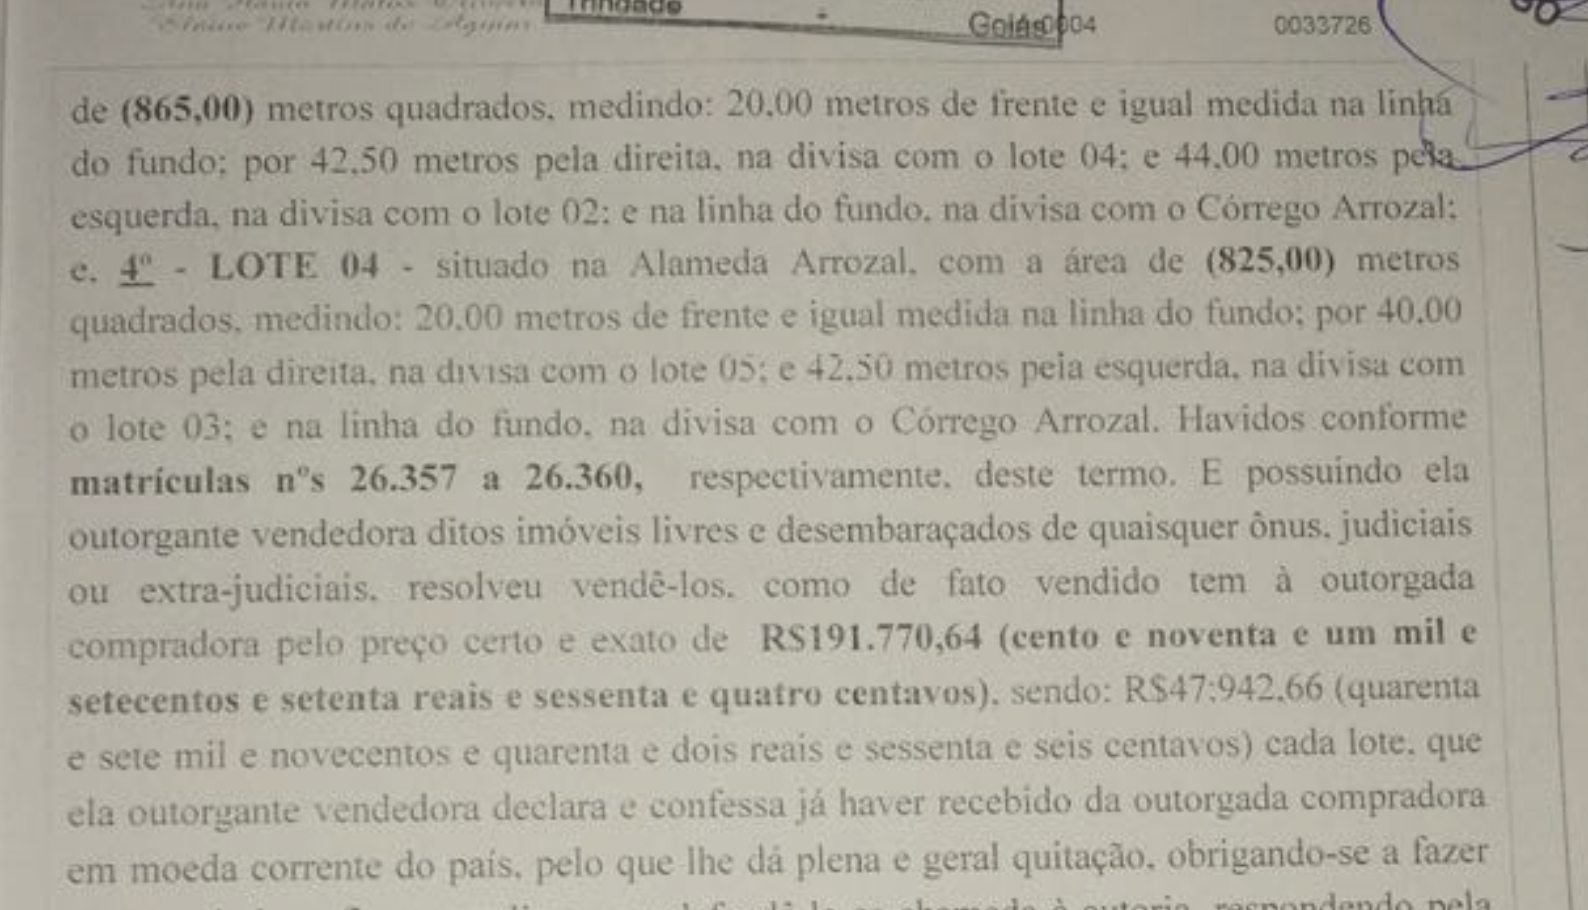 Trindade
Goiás 0004 0033726
de (865,00) metros quadrados, medindo: 20,00 metros de frente e igual medida na linha
do fundo; por 42,50 metros pela direita, na divisa com o lote 04; e 44,00 metros pela
esquerda, na divisa com o lote 02; e na linha do fundo, na divisa com o Córrego Arrozal;
e, 4º - LOTE 04 - situado na Alameda Arrozal, com a área de (825,00) metros
quadrados, medindo: 20,00 metros de frente e igual medida na linha do fundo; por 40,00
metros pela direita, na divisa com o lote 05; e 42,50 metros pela esquerda, na divisa com
o lote 03; e na linha do fundo, na divisa com o Córrego Arrozal. Havidos conforme
matrículas nºs 26.357 a 26.360, respectivamente, deste termo. E possuindo ela
outorgante vendedora ditos imóveis livres e desembaraçados de quaisquer ônus, judiciais
ou extra-judiciais, resolveu vendê-los, como de fato vendido tem à outorgada
compradora pelo preço certo e exato de R$191.770,64 (cento e noventa e um mil e
setecentos e setenta reais e sessenta e quatro centavos), sendo: R$47:942,66 (quarenta
e sete mil e novecentos e quarenta e dois reais e sessenta e seis centavos) cada lote, que
ela outorgante vendedora declara e confessa já haver recebido da outorgada compradora
em moeda corrente do país, pelo que lhe dá plena e geral quitação, obrigando-se a fazer
respondendo pela